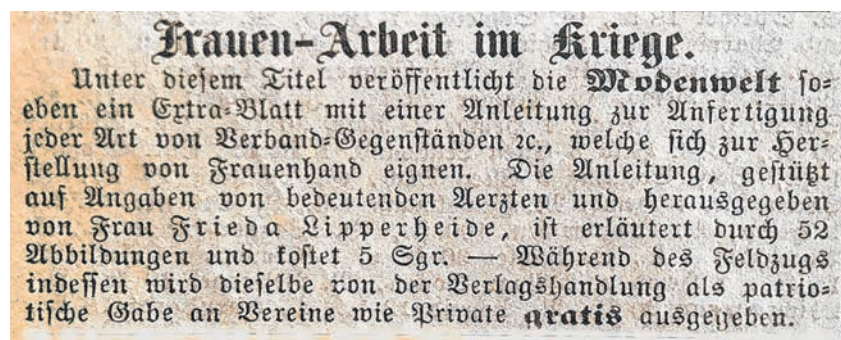 Frauen-Arbeit im Kriege.
Unter dieſem Titel veröffentlicht die Modenwelt ſo-
eben ein Extra-Blatt mit einer Anleitung zur Anfertigung
jeder Art von Verband-Gegenſtänden ꝛc., welche ſich zur Her-
ſtellung von Frauenhand eignen. Die Anleitung, geſtützt
auf Angaben von bedeutenden Aerzten und herausgegeben
von Frau Frieda Lipperheide, iſt erläutert durch 52
Abbildungen und koſtet 5 Sgr. — Während des Feldzugs
indeſſen wird dieſelbe von der Verlagshandlung als patrio-
tiſche Gabe an Vereine wie Private gratis ausgegeben.